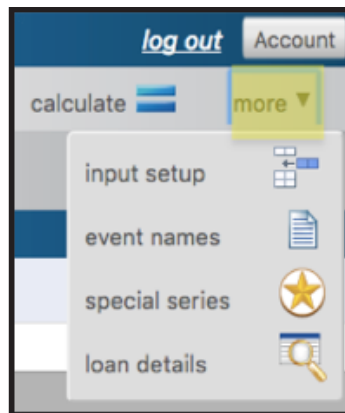 log out Account
calculate more ▼
input setup
event names
special series
loan details